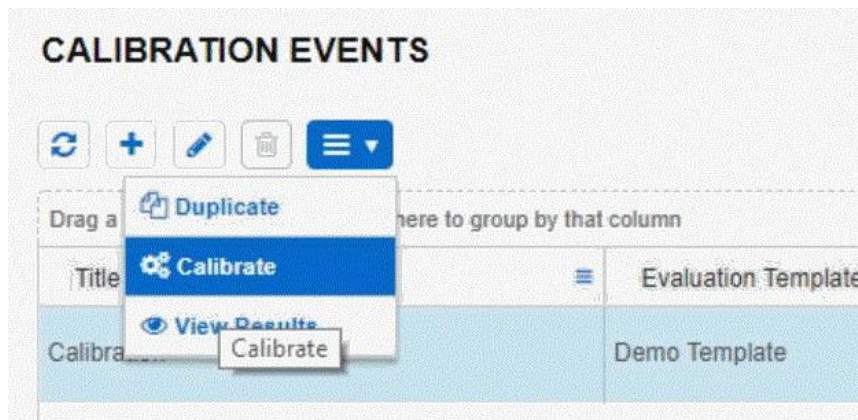 CALIBRATION EVENTS
Duplicate
Drag a here to group by that column
Calibrate
Title Evaluation Template
View Results
Calibrate
Demo Template